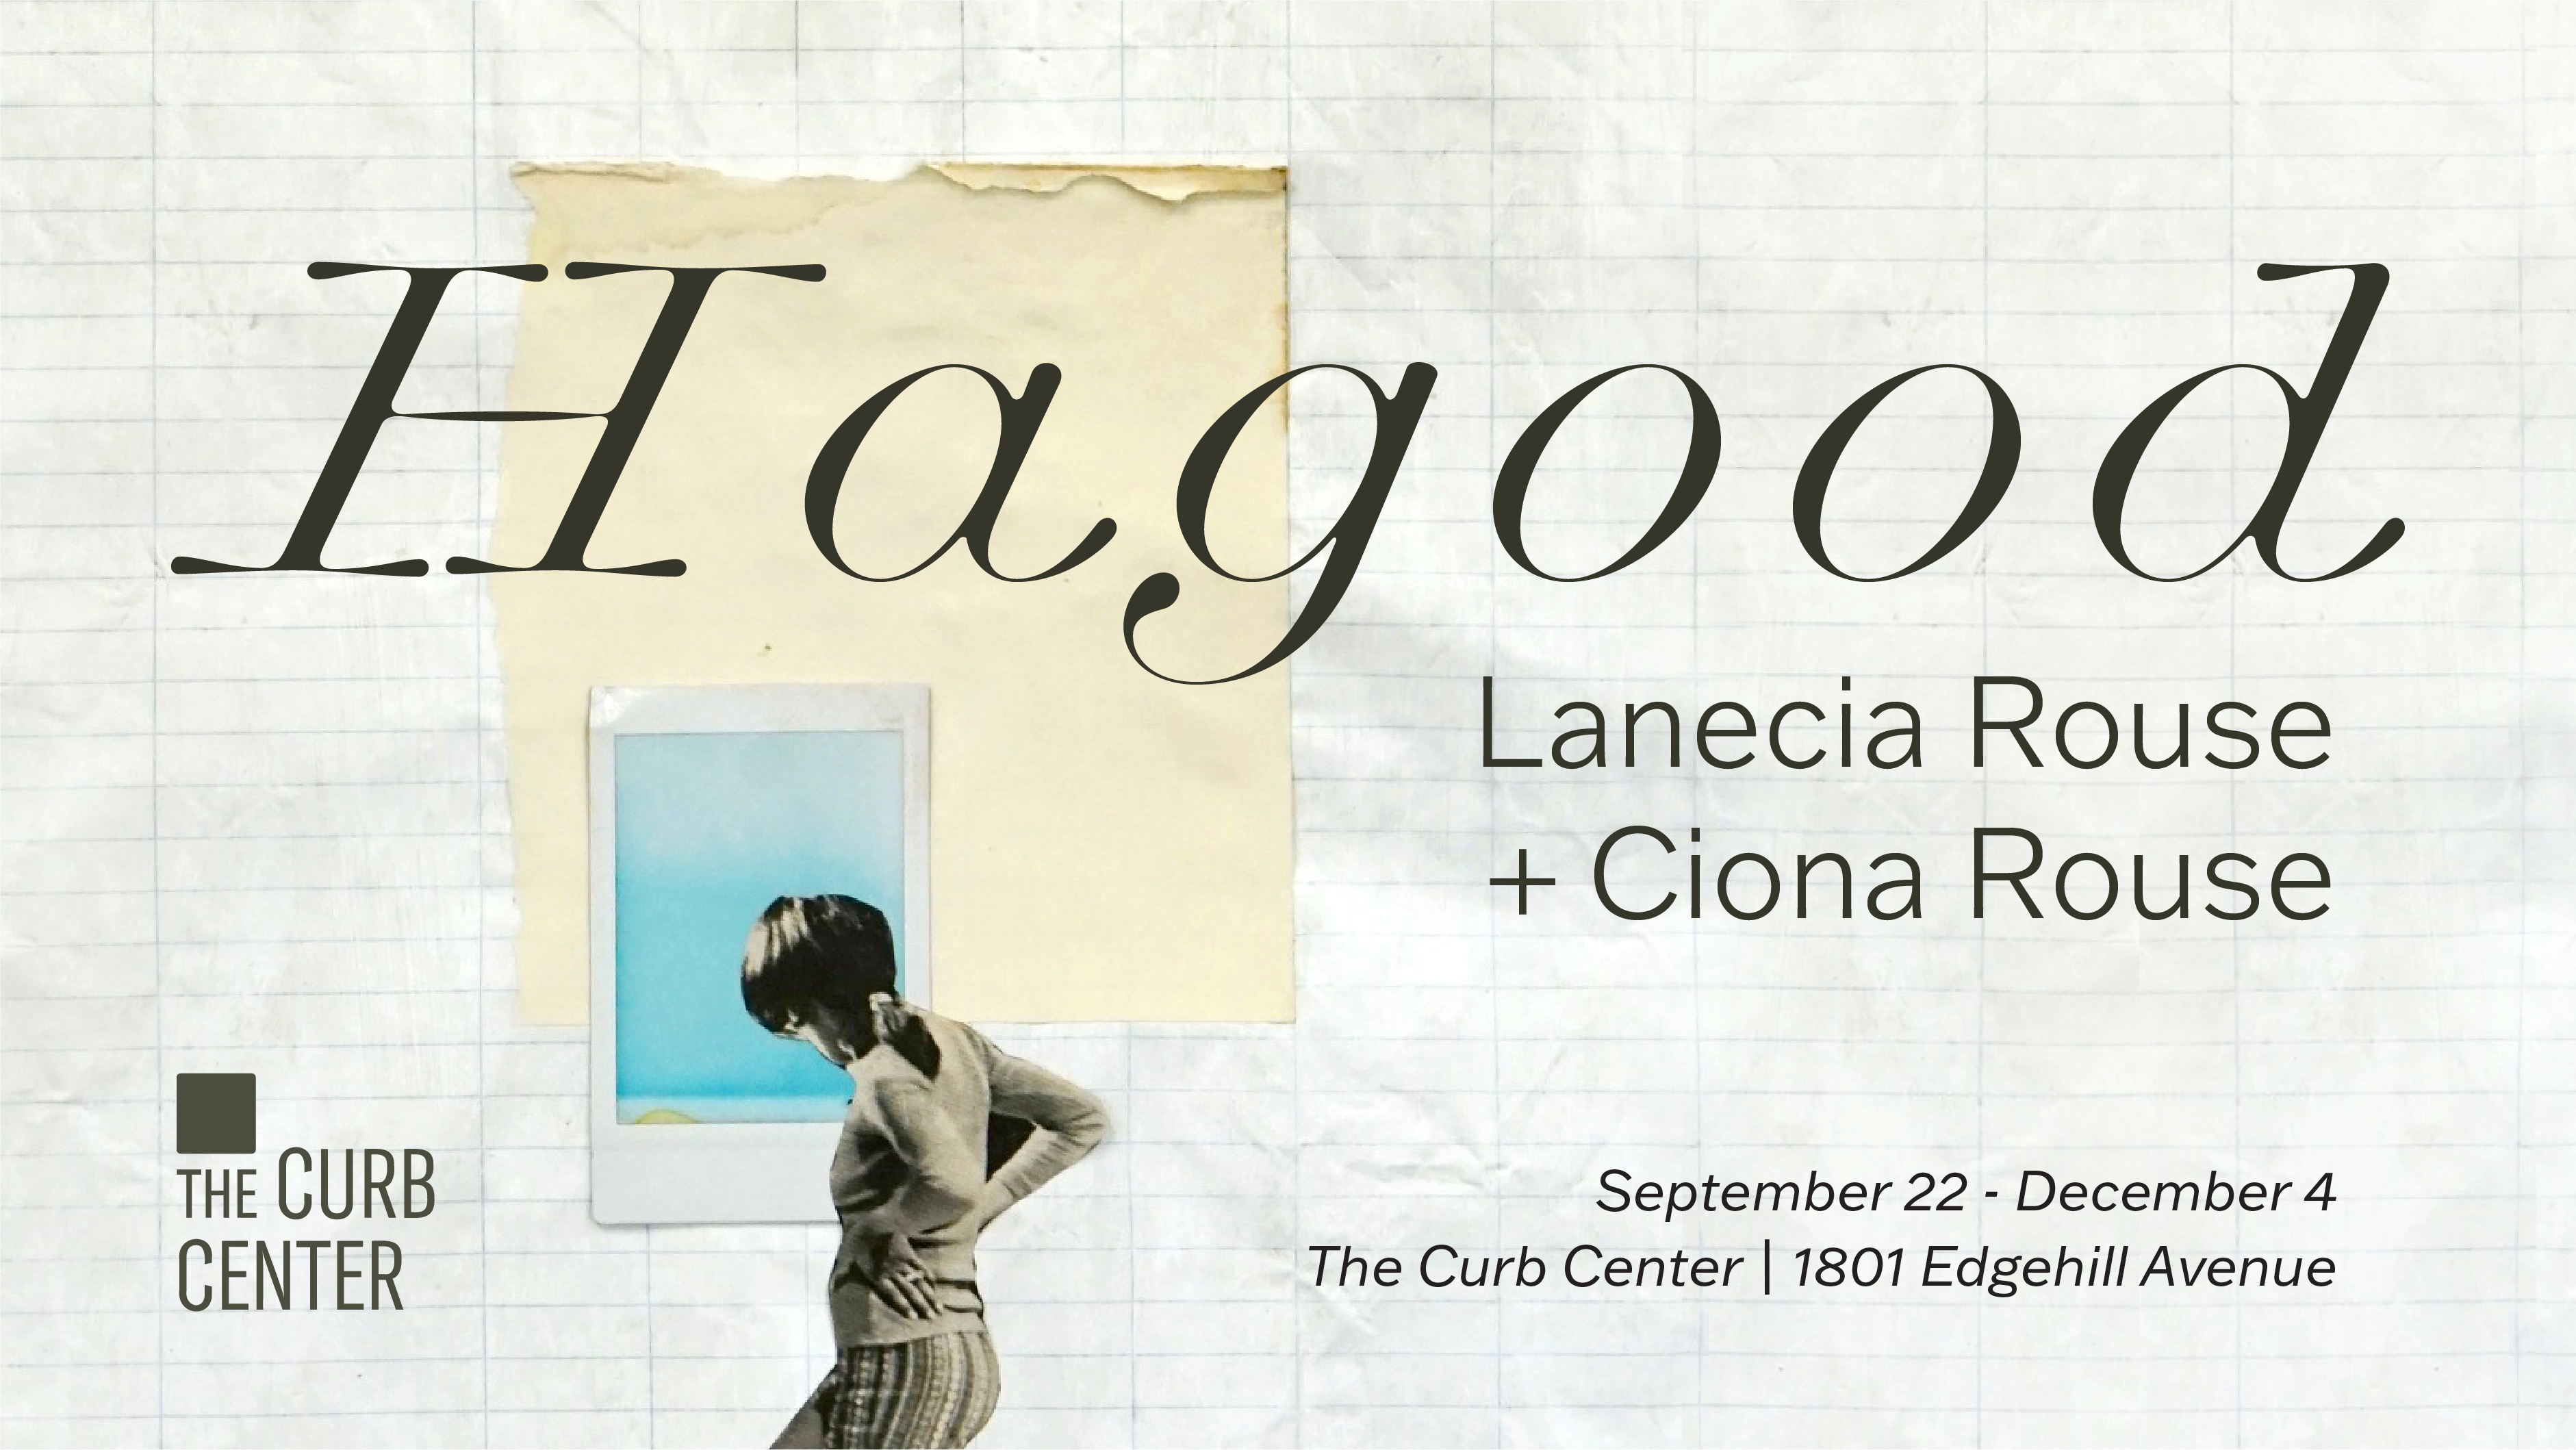 Hagood
Lanecia Rouse
+ Ciona Rouse
THE CURB
CENTER
September 22 - December 4
The Curb Center | 1801 Edgehill Avenue